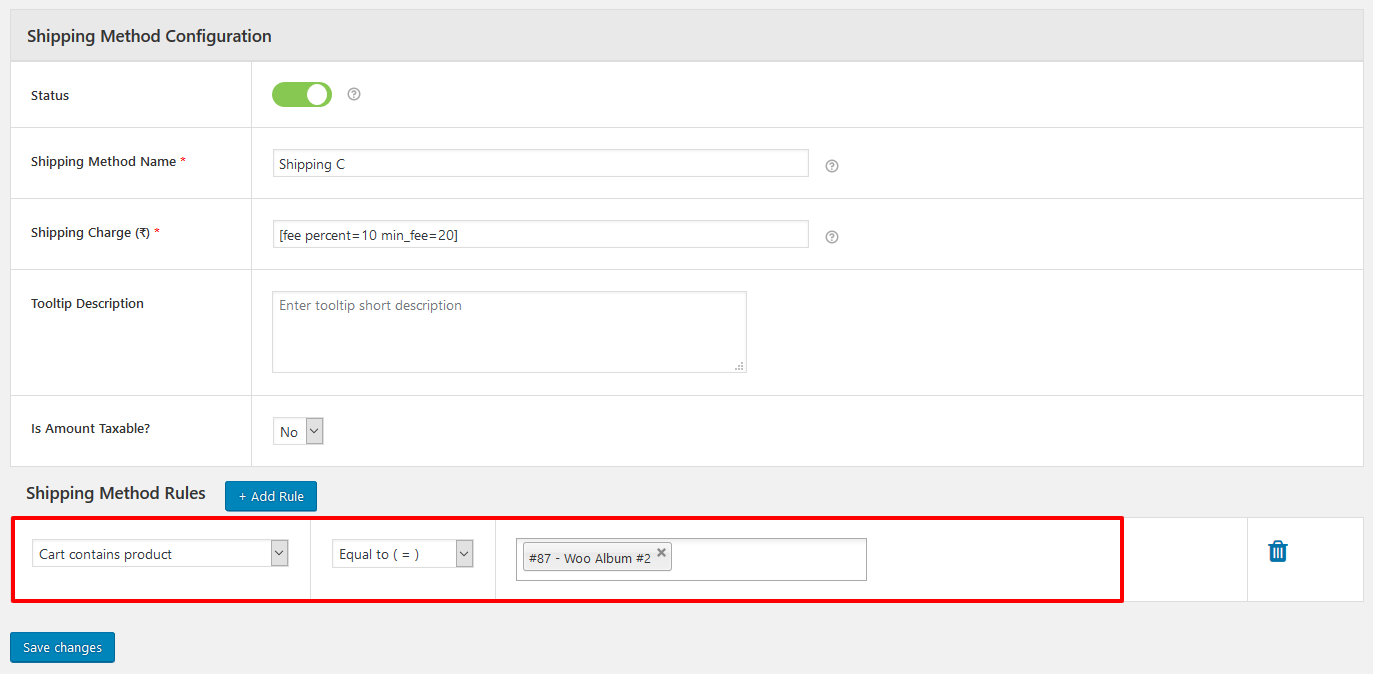 Shipping Method Configuration
Status
Shipping Method Name *
Shipping C
Shipping Charge (₹) *
[fee percent=10 min_fee=20]
Tooltip Description
Enter tooltip short description
Is Amount Taxable?
No
Shipping Method Rules
+ Add Rule
Cart contains product
Equal to ( = )
#87 - Woo Album #2
Save changes